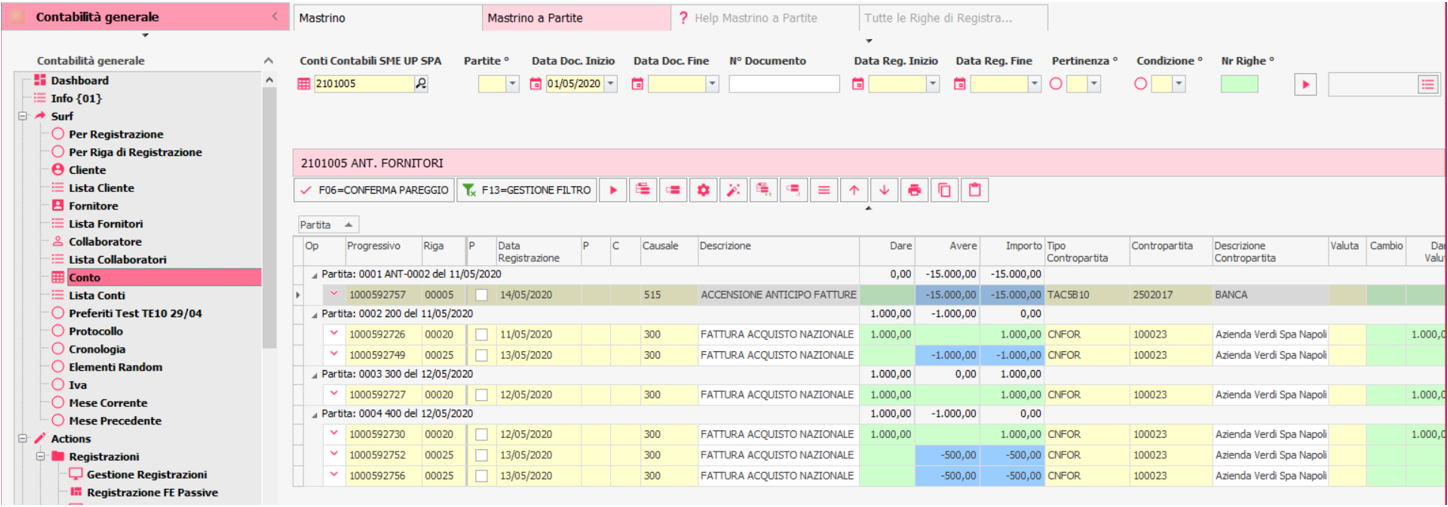 Contabilità generale
Mastrino
Mastrino a Partite
? Help Mastrino a Partite
Tutte le Righe di Registra...
Contabilità generale
Dashboard
Info {01}
Surf
Per Registrazione
Per Riga di Registrazione
Cliente
Lista Cliente
Fornitore
Lista Fornitori
Collaboratore
Lista Collaboratori
Conto
Lista Conti
Preferiti Test TE10 29/04
Protocollo
Cronologia
Elementi Random
Iva
Mese Corrente
Mese Precedente
Actions
Registrazioni
Gestione Registrazioni
Registrazione FE Passive
Conti Contabili SME UP SPA Partite ° Data Doc. Inizio Data Doc. Fine N° Documento Data Reg. Inizio Data Reg. Fine Pertinenza ° Condizione ° Nr Righe °
2101005 01/05/2020
2101005 ANT. FORNITORI
F06=CONFERMA PAREGGIO F13=GESTIONE FILTRO
Partita
Op Progressivo Riga P Data Registrazione P C Causale Descrizione Dare Avere Importo Tipo Contropartita Contropartita Descrizione Contropartita Valuta Cambio Dar Valut
Partita: 0001 ANT-0002 del 11/05/2020 0,00 -15.000,00 -15.000,00
1000592757 00005 14/05/2020 515 ACCENSIONE ANTICIPO FATTURE -15.000,00 -15.000,00 TAC5B10 2502017 BANCA
Partita: 0002 200 del 11/05/2020 1.000,00 -1.000,00 0,00
1000592726 00020 11/05/2020 300 FATTURA ACQUISTO NAZIONALE 1.000,00 1.000,00 CNFOR 100023 Azienda Verdi Spa Napoli 1.000,0
1000592749 00025 13/05/2020 300 FATTURA ACQUISTO NAZIONALE -1.000,00 -1.000,00 CNFOR 100023 Azienda Verdi Spa Napoli
Partita: 0003 300 del 12/05/2020 1.000,00 0,00 1.000,00
1000592727 00020 12/05/2020 300 FATTURA ACQUISTO NAZIONALE 1.000,00 1.000,00 CNFOR 100023 Azienda Verdi Spa Napoli 1.000,0
Partita: 0004 400 del 12/05/2020 1.000,00 -1.000,00 0,00
1000592730 00020 12/05/2020 300 FATTURA ACQUISTO NAZIONALE 1.000,00 1.000,00 CNFOR 100023 Azienda Verdi Spa Napoli 1.000,0
1000592752 00025 13/05/2020 300 FATTURA ACQUISTO NAZIONALE -500,00 -500,00 CNFOR 100023 Azienda Verdi Spa Napoli
1000592756 00025 13/05/2020 300 FATTURA ACQUISTO NAZIONALE -500,00 -500,00 CNFOR 100023 Azienda Verdi Spa Napoli